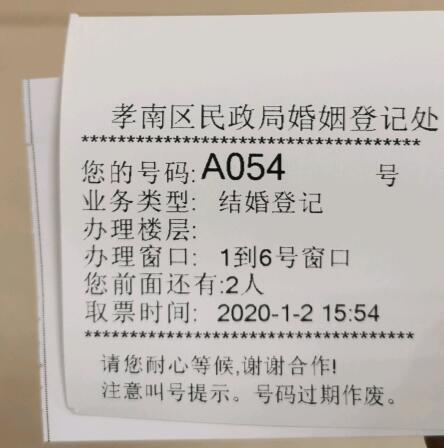 孝南区民政局婚姻登记处
**************************************
您的号码:A054 号
业务类型: 结婚登记
办理楼层:
办理窗口: 1到6号窗口
您前面还有:2人
取票时间: 2020-1-2 15:54
**************************************
请您耐心等候,谢谢合作!
注意叫号提示。号码过期作废。